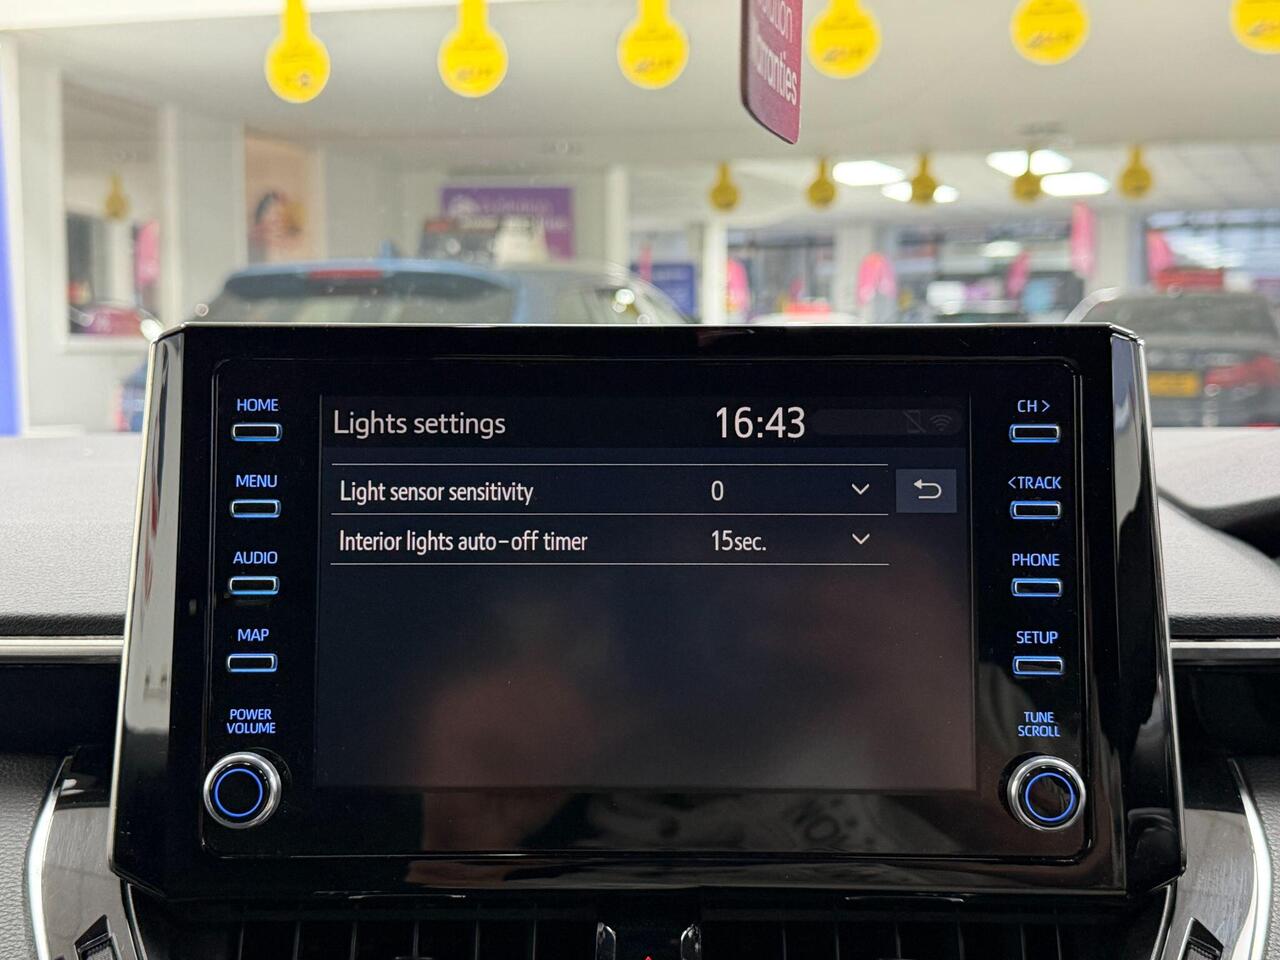 Warranties
HOME
MENU
AUDIO
MAP
POWER
VOLUME
Lights settings
16:43
Light sensor sensitivity
0
Interior lights auto-off timer
15sec.
CH >
<TRACK
PHONE
SETUP
TUNE
SCROLL